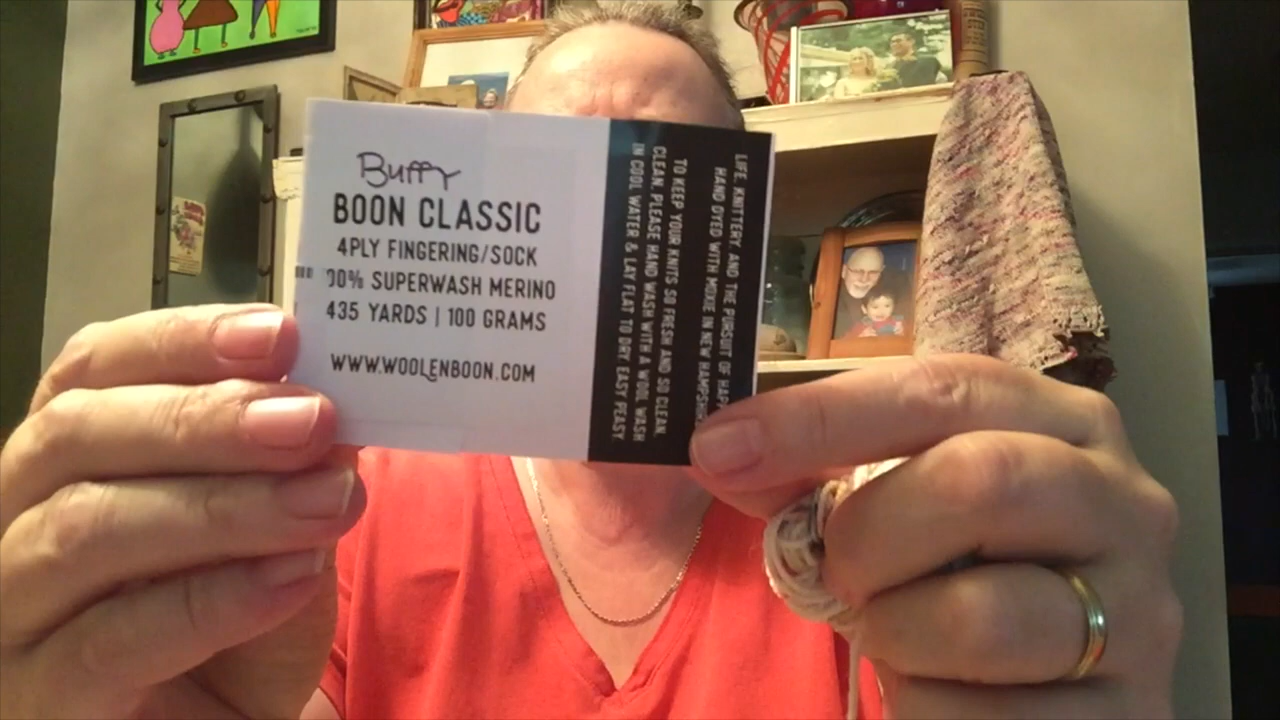 Buffy
BOON CLASSIC
4PLY FINGERING/SOCK
00% SUPERWASH MERINO
435 YARDS | 100 GRAMS
WWW.WOOLENBOON.COM
LIFE, KNITTERY, AND THE PURSUIT OF
HAND DYED WITH MOXIE IN NEW
TO KEEP YOUR KNITS SO FRESH AND SO CLEAN,
CLEAN, PLEASE HAND WASH WITH A WOOL WASH
IN COOL WATER & LAY FLAT TO DRY. EASY PEASY.